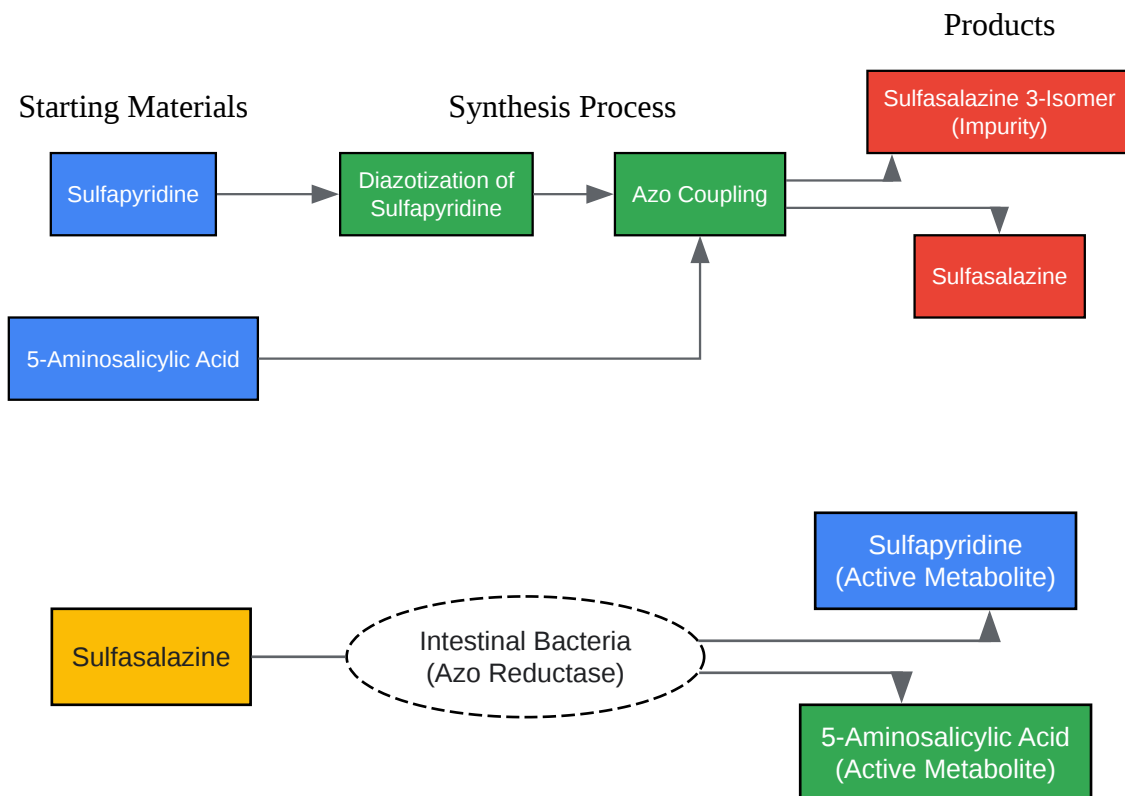 Products
Starting Materials
Synthesis Process
Sulfasalazine 3-Isomer
(Impurity)
Sulfapyridine
Diazotization of
Sulfapyridine
Azo Coupling
Sulfasalazine
5-Aminosalicylic Acid
Sulfapyridine
(Active Metabolite)
Sulfasalazine
Intestinal Bacteria
(Azo Reductase)
5-Aminosalicylic Acid
(Active Metabolite)